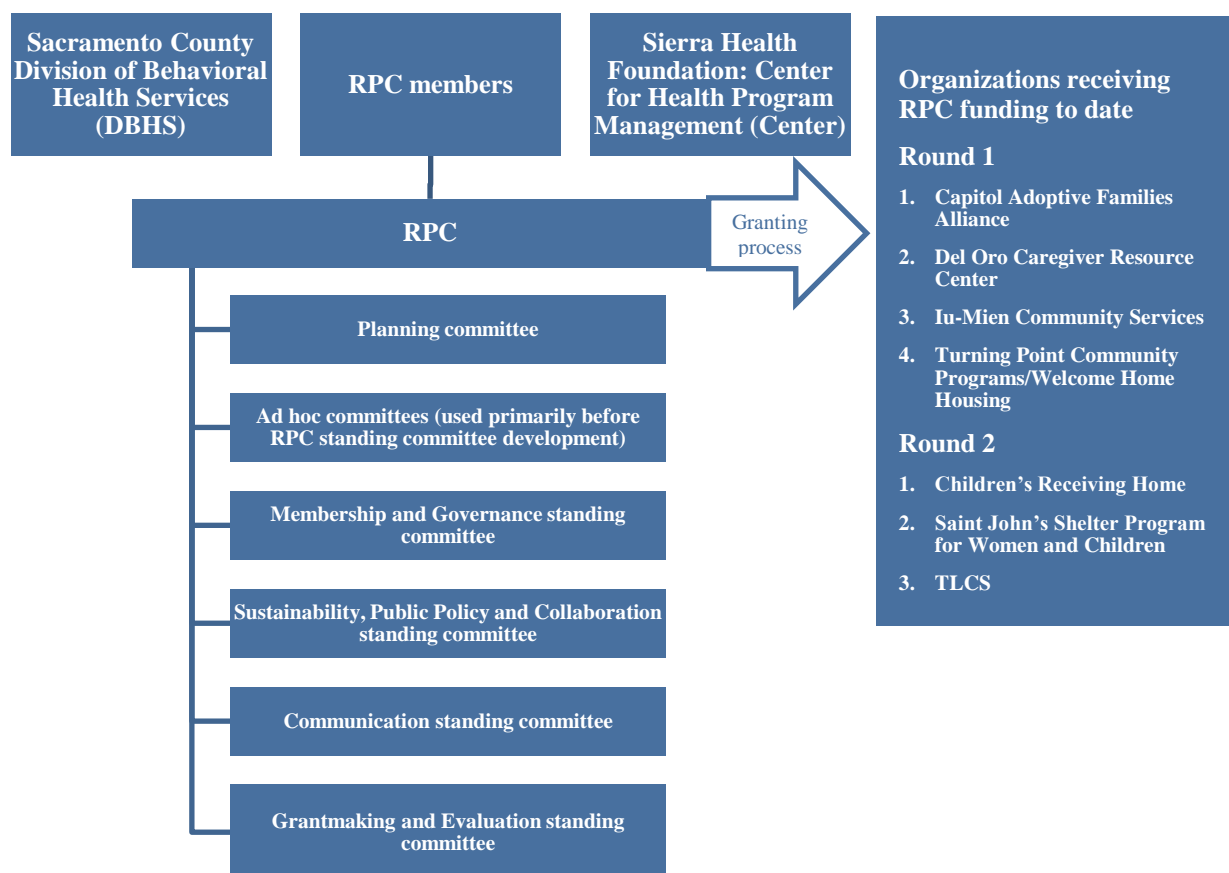 Sacramento County
Division of Behavioral
Health Services
(DBHS)
RPC members
Sierra Health
Foundation: Center
for Health Program
Management (Center)
RPC
Granting
process
Planning committee
Ad hoc committees (used primarily before
RPC standing committee development)
Membership and Governance standing
committee
Sustainability, Public Policy and Collaboration
standing committee
Communication standing committee
Grantmaking and Evaluation standing
committee
Organizations receiving
RPC funding to date
Round 1
1. Capitol Adoptive Families
Alliance
2. Del Oro Caregiver Resource
Center
3. Iu-Mien Community Services
4. Turning Point Community
Programs/Welcome Home
Housing
Round 2
1. Children’s Receiving Home
2. Saint John’s Shelter Program
for Women and Children
3. TLCS